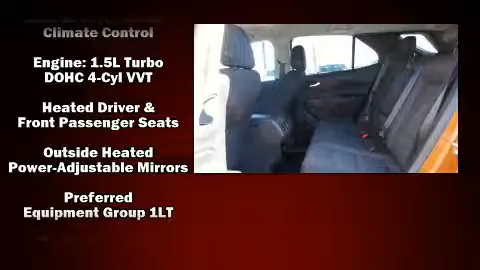 Climate Control
Engine: 1.5L Turbo
DOHC 4-Cyl VVT
Heated Driver &
Front Passenger Seats
Outside Heated
Power-Adjustable Mirrors
Preferred
Equipment Group 1LT